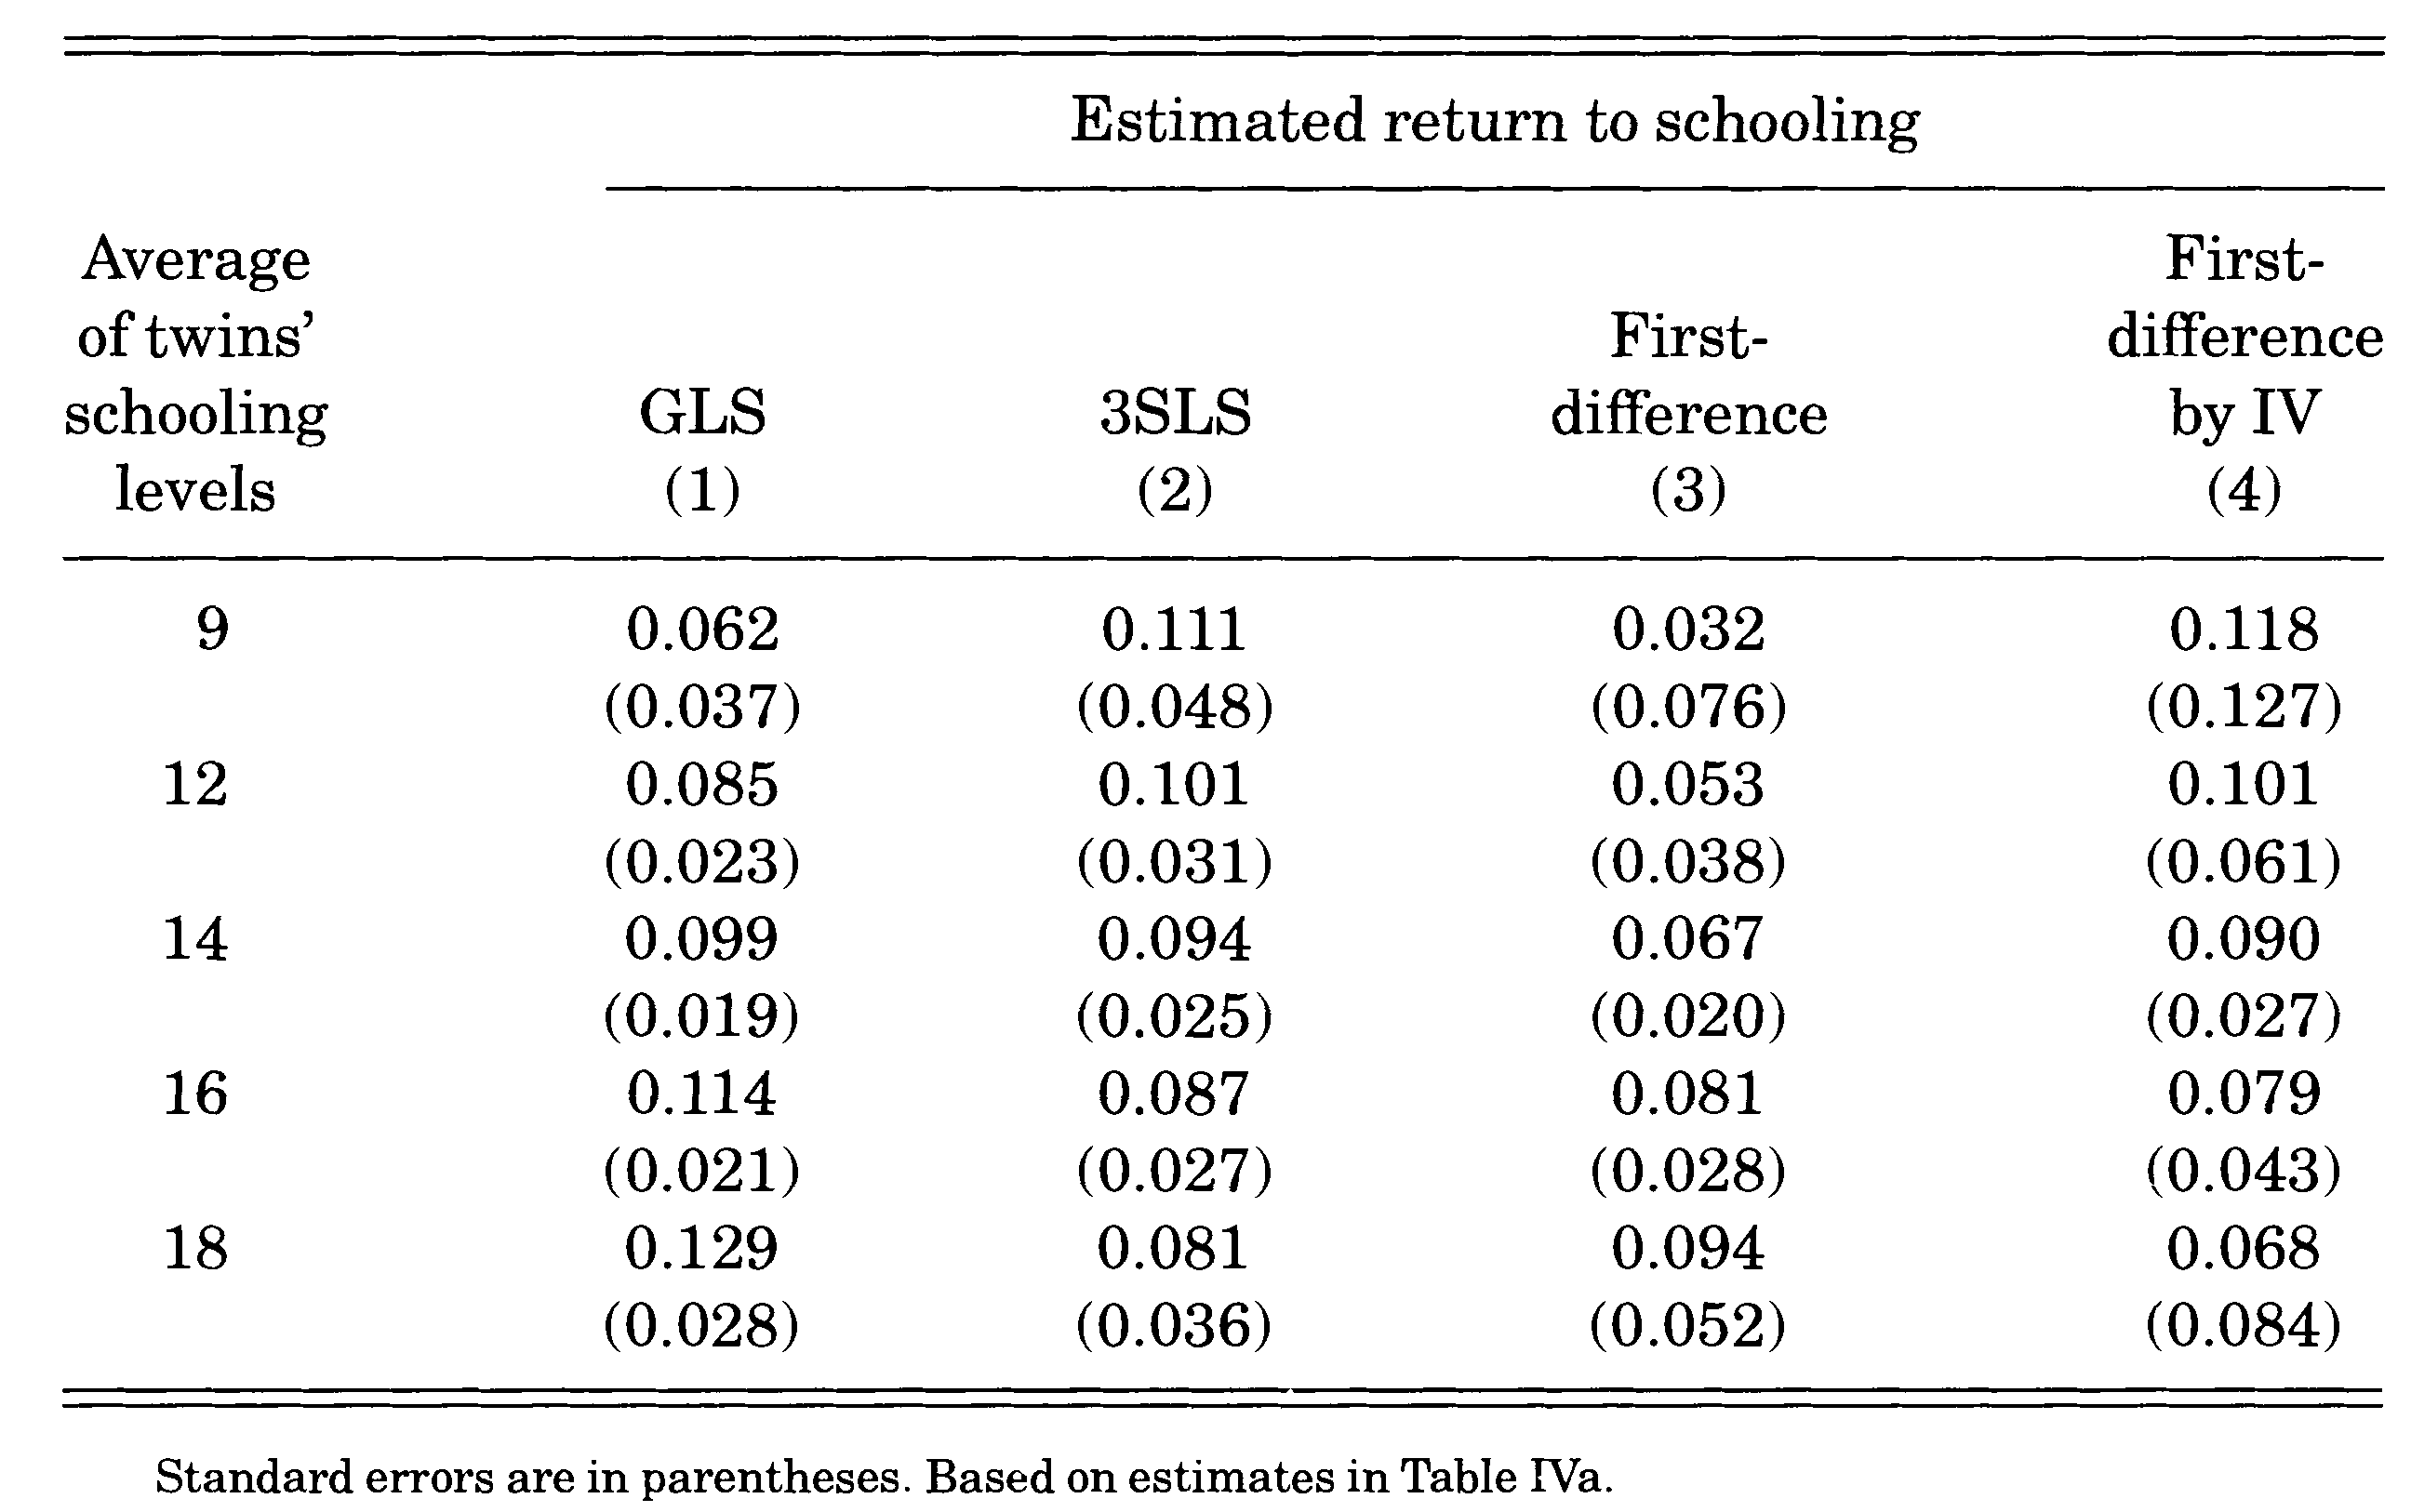 Estimated return to schooling
Average First-
of twins’ First- difference
schooling GLS 3SLS difference by IV
levels (1) (2) (3) (4)
9 0.062 0.111 0.032 0.118
(0.037) (0.048) (0.076) (0.127)
12 0.085 0.101 0.053 0.101
(0.023) (0.031) (0.038) (0.061)
14 0.099 0.094 0.067 0.090
(0.019) (0.025) (0.020) (0.027)
16 0.114 0.087 0.081 0.079
(0.021) (0.027) (0.028) (0.043)
18 0.129 0.081 0.094 0.068
(0.028) (0.036) (0.052) (0.084)
Standard errors are in parentheses. Based on estimates in Table IVa.